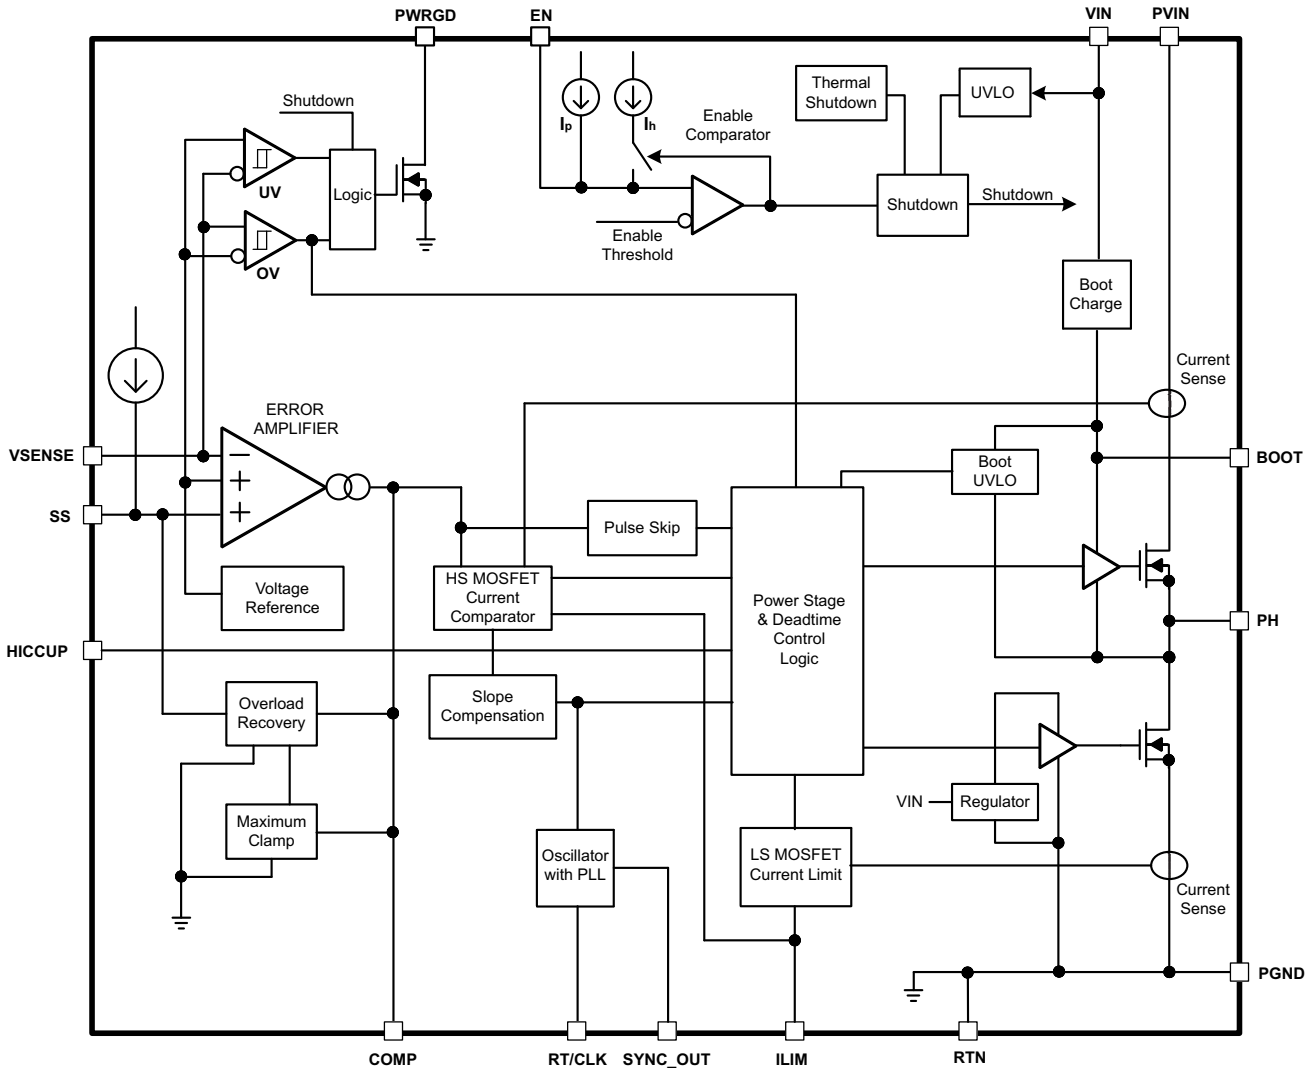 PWRGD
EN
VIN
PVIN
Shutdown
Ip
Ih
Enable
Comparator
Thermal
Shutdown
UVLO
UV
Logic
OV
Enable
Threshold
Shutdown
Shutdown
Boot
Charge
Current
Sense
ERROR
AMPLIFIER
VSENSE
−
+
+
SS
BOOT
Boot
UVLO
Pulse Skip
Voltage
Reference
HS MOSFET
Current
Comparator
Power Stage
& Deadtime
Control
Logic
PH
HICCUP
Overload
Recovery
Slope
Compensation
Maximum
Clamp
Oscillator
with PLL
LS MOSFET
Current Limit
VIN
Regulator
Current
Sense
PGND
COMP
RT/CLK
SYNC_OUT
ILIM
RTN